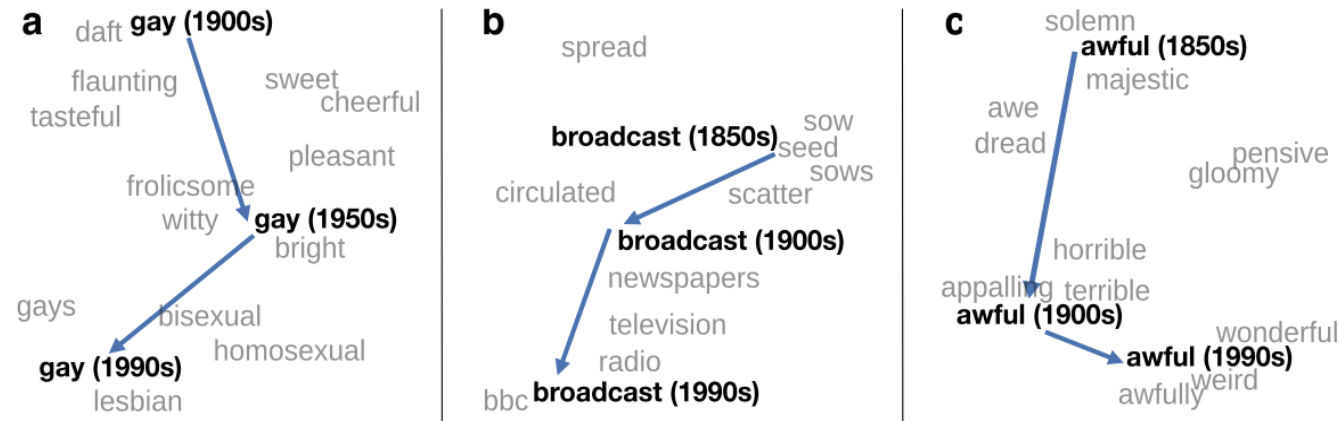 a
gay (1900s)
daft
flaunting
sweet
cheerful
tasteful
pleasant
frolicsome
witty
gay (1950s)
bright
gays
bisexual
homosexual
gay (1990s)
lesbian
b
spread
broadcast (1850s)
sow
seed
sows
circulated
scatter
broadcast (1900s)
newspapers
television
radio
bbc
broadcast (1990s)
c
solemn
awful (1850s)
majestic
awe
dread
pensive
gloomy
horrible
appalling
terrible
awful (1900s)
wonderful
awful (1990s)
weird
awfully